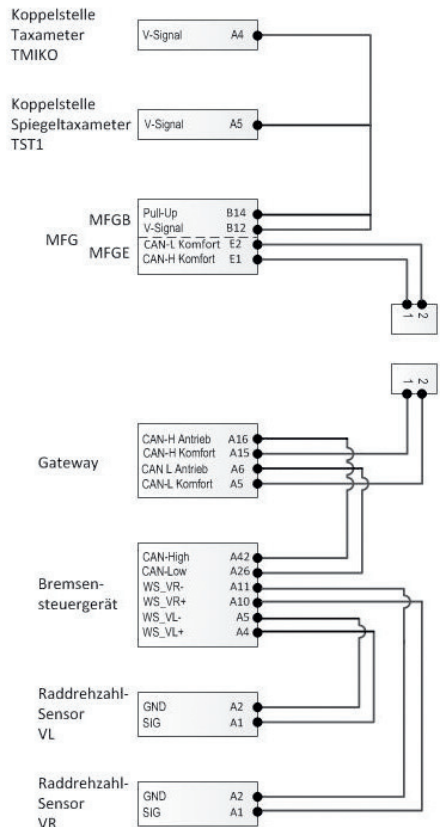 Koppelstelle
Taxameter
TMIKO
V-Signal A4
Koppelstelle
Spiegeltaxameter
TST1
V-Signal A5
MFG
MFGB
MFGE
Pull-Up B14
V-Signal B12
CAN-L Komfort E2
CAN-H Komfort E1
1 2
1 2
Gateway
CAN-H Antrieb A16
CAN-H Komfort A15
CAN L Antrieb A6
CAN-L Komfort A5
Bremsen-
steuergerät
CAN-High A42
CAN-Low A26
WS_VR- A11
WS_VR+ A10
WS_VL- A5
WS_VL+ A4
Raddrehzahl-
Sensor
VL
GND A2
SIG A1
Raddrehzahl-
Sensor
VR
GND A2
SIG A1